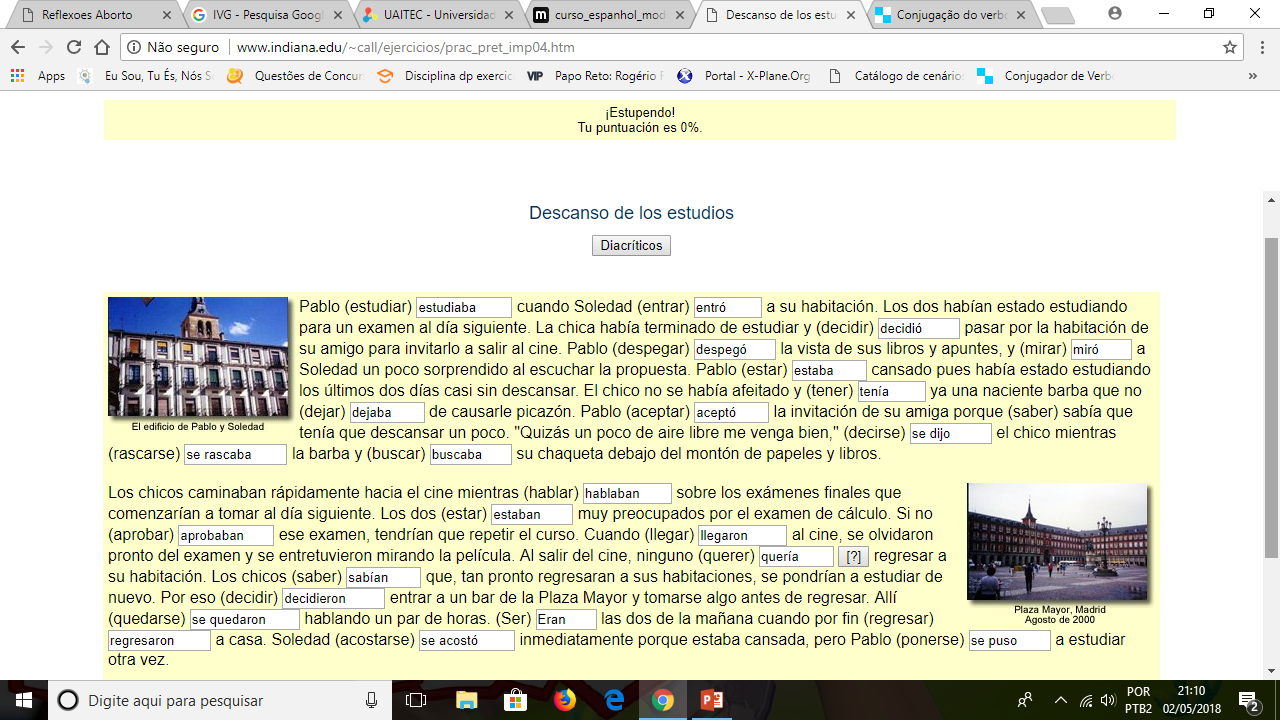 Reflexoes Aborto
IVG - Pesquisa Goog
UAITEC - Universidad
curso_espanhol_mod
Descanso de los estu
Conjugação do verbo
Não seguro | www.indiana.edu/~call/ejercicios/prac_pret_imp04.htm
Apps Eu Sou, Tu És, Nós S Questões de Concur Disciplina dp exercic VIP Papo Reto: Rogério F Portal - X-Plane.Org Catálogo de cenário Conjugador de Verb »
¡Estupendo!
Tu puntuación es 0%.
Descanso de los estudios
Diacríticos
Pablo (estudiar) estudiaba cuando Soledad (entrar) entró a su habitación. Los dos habían estado estudiando
para un examen al día siguiente. La chica había terminado de estudiar y (decidir) decidió pasar por la habitación de
su amigo para invitarlo a salir al cine. Pablo (despegar) despegó la vista de sus libros y apuntes, y (mirar) miró a
Soledad un poco sorprendido al escuchar la propuesta. Pablo (estar) estaba cansado pues había estado estudiando
los últimos dos días casi sin descansar. El chico no se había afeitado y (tener) tenía ya una naciente barba que no
(dejar) dejaba de causarle picazón. Pablo (aceptar) aceptó la invitación de su amiga porque (saber) sabía que
El edificio de Pablo y Soledad
tenía que descansar un poco. "Quizás un poco de aire libre me venga bien," (decirse) se dijo el chico mientras
(rascarse) se rascaba la barba y (buscar) buscaba su chaqueta debajo del montón de papeles y libros.
Los chicos caminaban rápidamente hacia el cine mientras (hablar) hablaban sobre los exámenes finales que
comenzarían a tomar al día siguiente. Los dos (estar) estaban muy preocupados por el examen de cálculo. Si no
(aprobar) aprobaban ese examen, tendrían que repetir el curso. Cuando (llegar) llegaron al cine, se olvidaron
pronto del examen y se entretuvieron mirando la película. Al salir del cine, ninguno (querer) quería [?] regresar a
su habitación. Los chicos (saber) sabían que, tan pronto regresaran a sus habitaciones, se pondrían a estudiar de
nuevo. Por eso (decidir) decidieron entrar a un bar de la Plaza Mayor y tomarse algo antes de regresar. Allí
(quedarse) se quedaron hablando un par de horas. (Ser) Eran las dos de la mañana cuando por fin (regresar)
Plaza Mayor, Madrid
Agosto de 2000
regresaron a casa. Soledad (acostarse) se acostó inmediatamente porque estaba cansada, pero Pablo (ponerse) se puso a estudiar
otra vez.
Digite aqui para pesquisar
POR
PTB2
21:10
02/05/2018
2